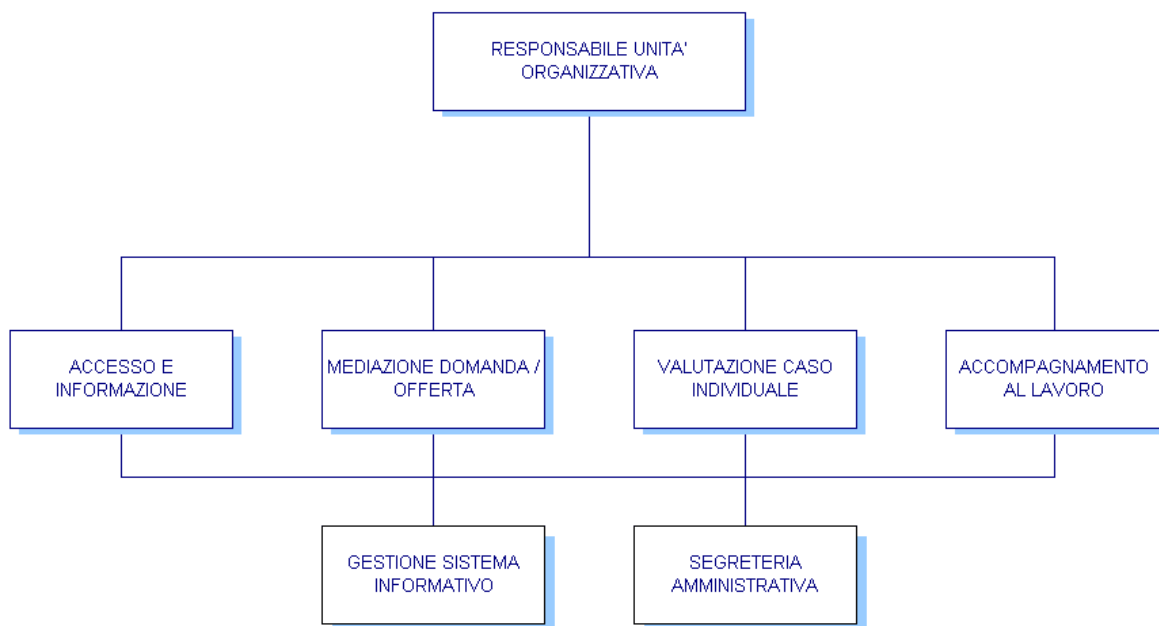 RESPONSABILE UNITA'
ORGANIZZATIVA
ACCESSO E
INFORMAZIONE
MEDIAZIONE DOMANDA /
OFFERTA
VALUTAZIONE CASO
INDIVIDUALE
ACCOMPAGNAMENTO
AL LAVORO
GESTIONE SISTEMA
INFORMATIVO
SEGRETERIA
AMMINISTRATIVA